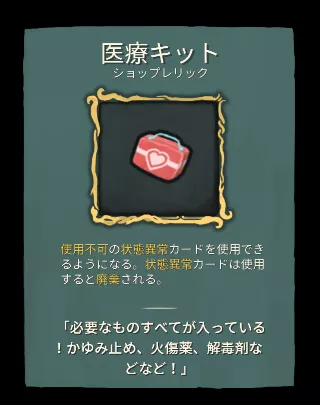 医療キット
ショップレリック
使用不可の状態異常カードを使用でき
るようになる。状態異常カードは使用
すると廃棄される。
「必要なものすべてが入っている
！かゆみ止め、火傷薬、解毒剤な
どなど！」